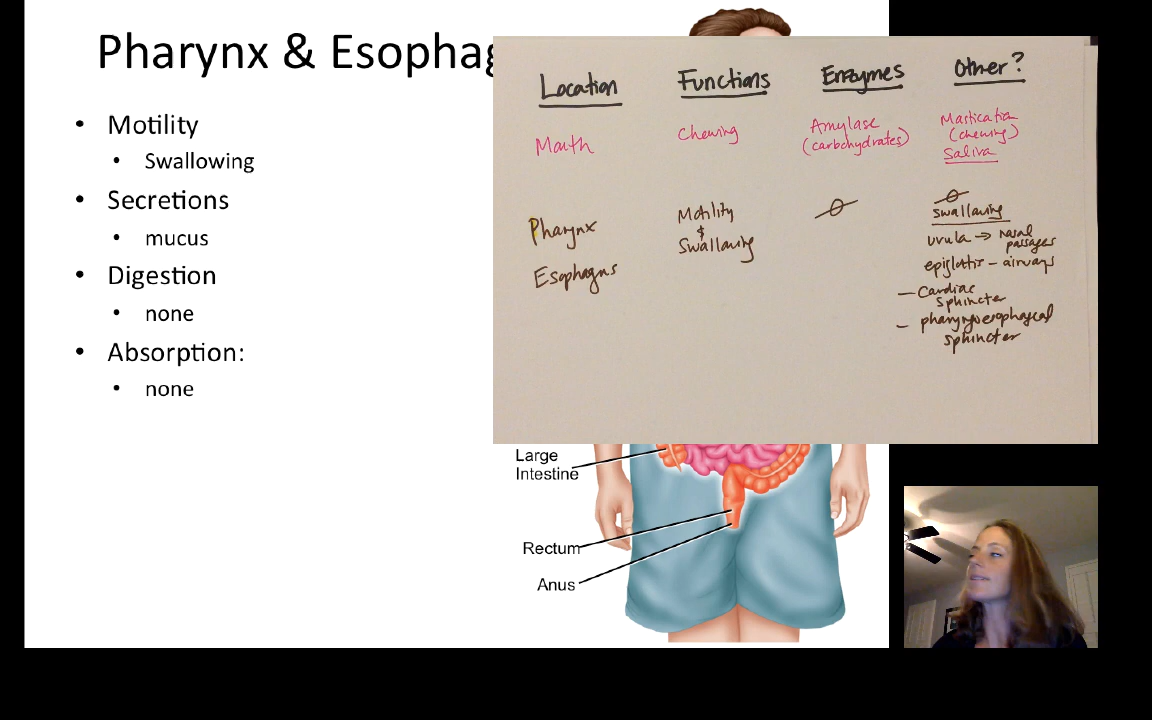 Pharynx & Esophag
• Motility
• Swallowing
• Secretions
• mucus
• Digestion
• none
• Absorption:
• none
Location Functions Enzymes Other?
Mouth Chewing Amylase (carbohydrates) Mastication (chewing) Saliva
Pharynx
Esophagus
Motility
&
Swallowing
swallowing
uvula → nasal passages
epiglottis - airways
- Cardiac sphincter
- pharyngoesophageal sphincter
Large
Intestine
Rectum
Anus